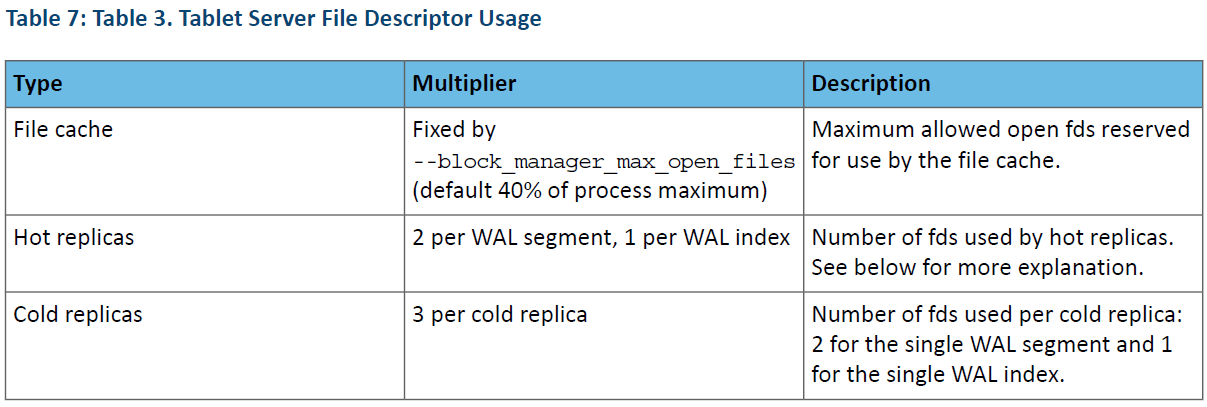 Table 7: Table 3. Tablet Server File Descriptor Usage
Type
Multiplier
Description
File cache
Fixed by
--block_manager_max_open_files
(default 40% of process maximum)
Maximum allowed open fds reserved
for use by the file cache.
Hot replicas
2 per WAL segment, 1 per WAL index
Number of fds used by hot replicas.
See below for more explanation.
Cold replicas
3 per cold replica
Number of fds used per cold replica:
2 for the single WAL segment and 1
for the single WAL index.